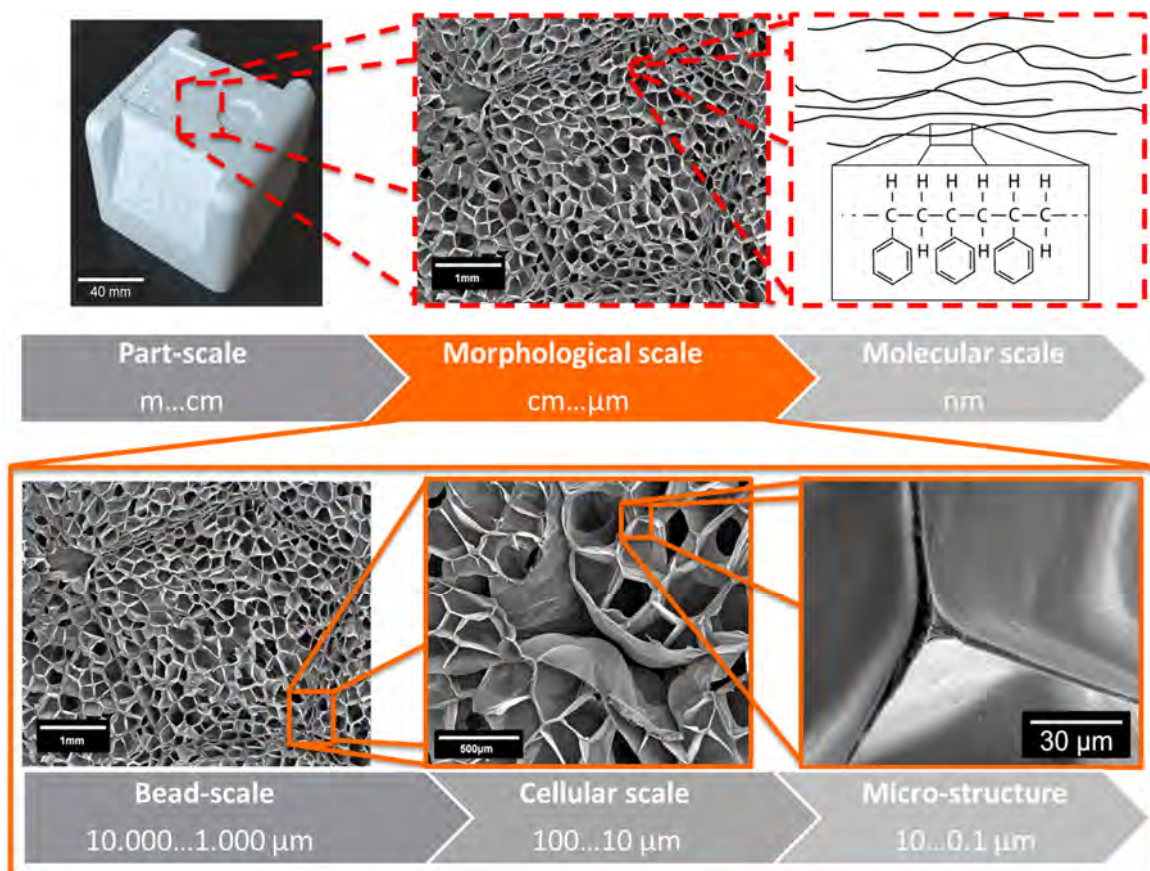 40 mm
1mm
H H H H H H
C C C C C C
H H H
Part-scale
m...cm
Morphological scale
cm...μm
Molecular scale
nm
1mm
500μm
30 μm
Bead-scale
10.000...1.000 μm
Cellular scale
100...10 μm
Micro-structure
10...0.1 μm